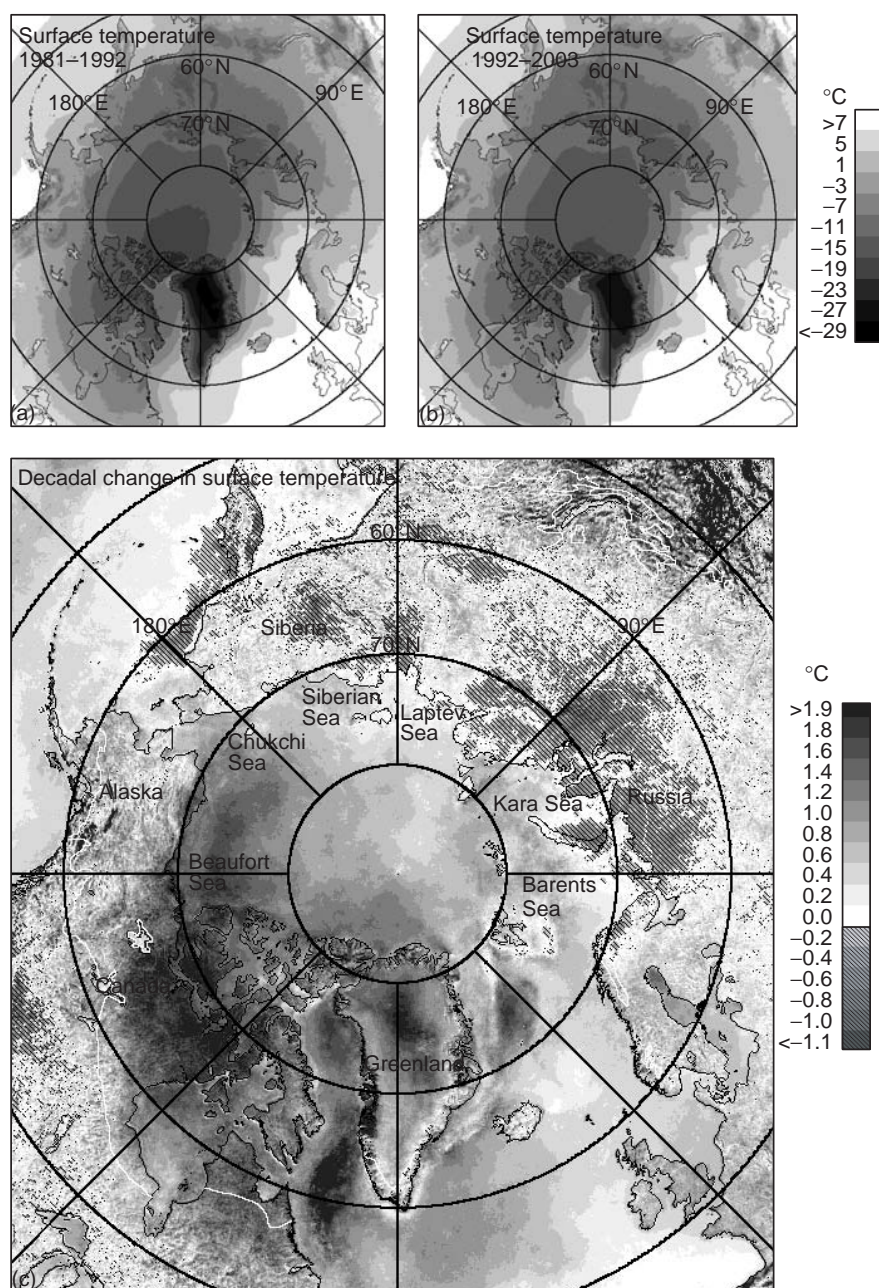 Surface temperature
1981–1992
60°N
90°E
180°E
70°N
(a)
Surface temperature
1992–2003
60°N
180°E
90°E
70°N
(b)
°C
>7
5
1
−3
−7
−11
−15
−19
−23
−27
<−29
Decadal change in surface temperature
60°N
180°E
Siberia
70°N
90°E
Siberian
Sea
Laptev
Sea
Chukchi
Sea
Alaska
Kara Sea
Russia
Beaufort
Sea
Barents
Sea
Canada
Greenland
(c)
°C
>1.9
1.8
1.6
1.4
1.2
1.0
0.8
0.6
0.4
0.2
0.0
−0.2
−0.4
−0.6
−0.8
−1.0
<−1.1